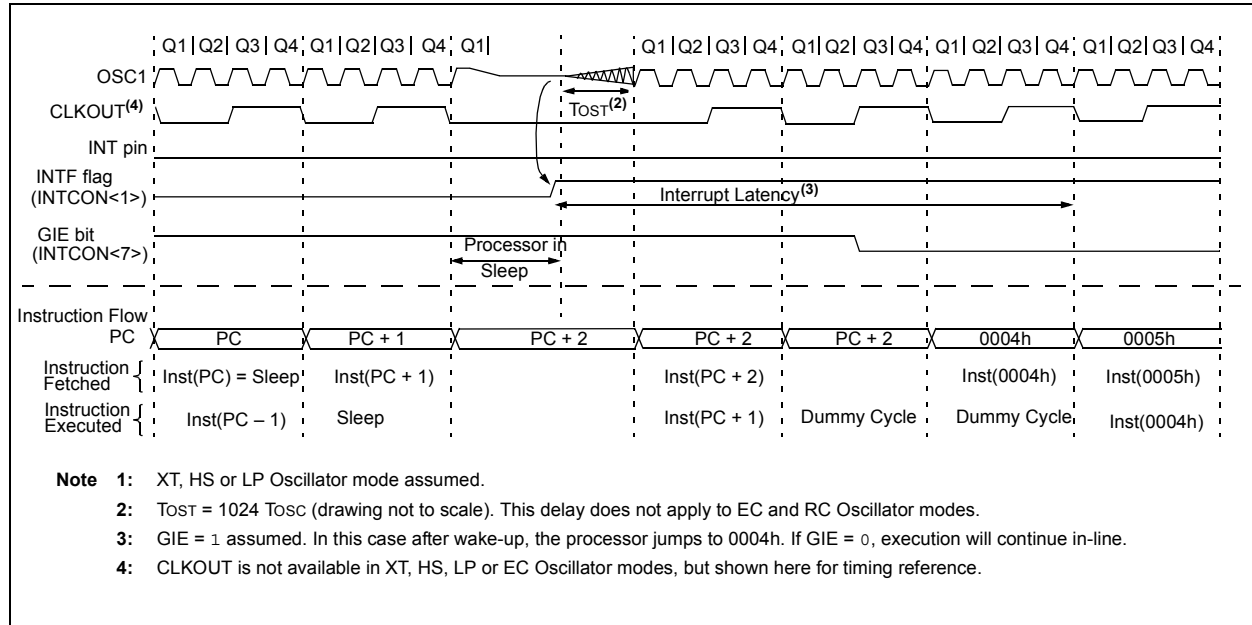 Q1 | Q2 | Q3 | Q4 | Q1 | Q2 | Q3 | Q4 | Q1 | Q1 | Q2 | Q3 | Q4 | Q1 | Q2 | Q3 | Q4 | Q1 | Q2 | Q3 | Q4 | Q1 | Q2 | Q3 | Q4
OSC1
CLKOUT(4)
TOST(2)
INT pin
INTF flag
(INTCON<1>)
Interrupt Latency(3)
GIE bit
(INTCON<7>)
Processor in
Sleep
Instruction Flow
PC PC PC + 1 PC + 2 PC + 2 PC + 2 0004h 0005h
Instruction
Fetched { Inst(PC) = Sleep Inst(PC + 1) Inst(PC + 2) Inst(0004h) Inst(0005h)
Instruction
Executed { Inst(PC – 1) Sleep Inst(PC + 1) Dummy Cycle Dummy Cycle Inst(0004h)
Note 1: XT, HS or LP Oscillator mode assumed.
2: TOST = 1024 TOSC (drawing not to scale). This delay does not apply to EC and RC Oscillator modes.
3: GIE = 1 assumed. In this case after wake-up, the processor jumps to 0004h. If GIE = 0, execution will continue in-line.
4: CLKOUT is not available in XT, HS, LP or EC Oscillator modes, but shown here for timing reference.